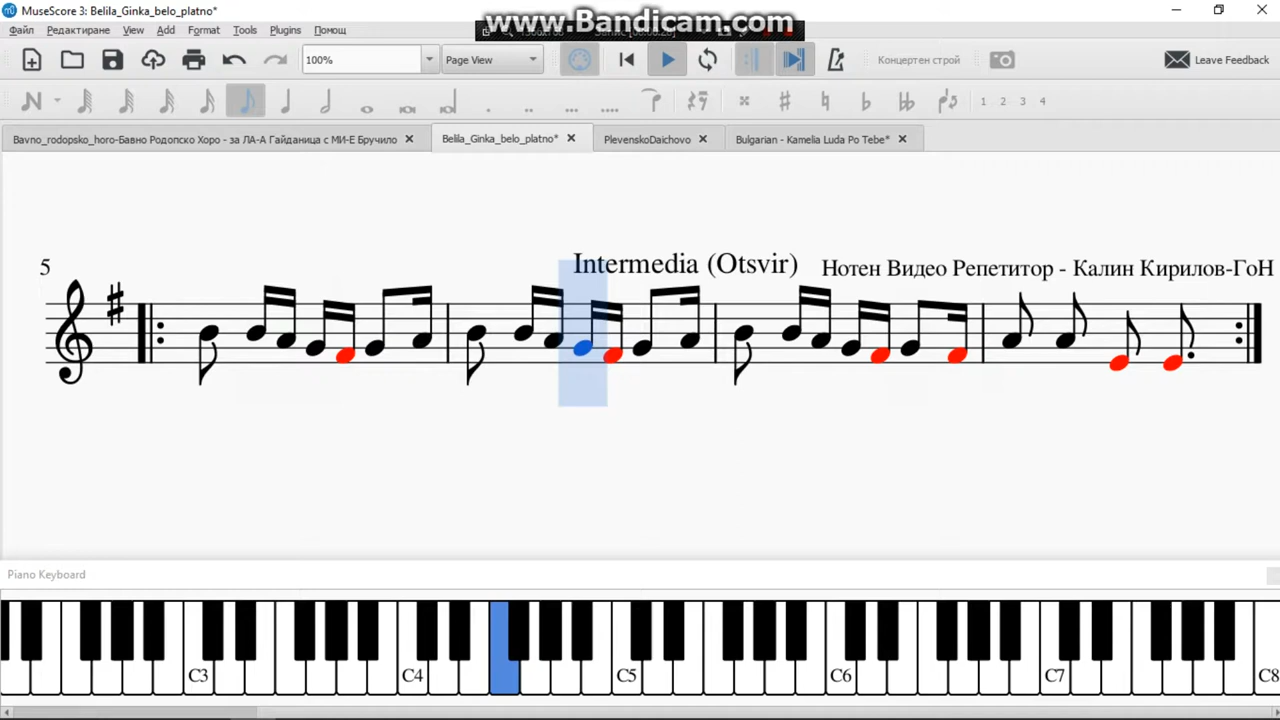 MuseScore 3: Belila_Ginka_belo_platno*
www.Bandicam.com
Файл Редактиране View Add Format Tools Plugins Помощ
100% Page View Концертен строй Leave Feedback
1 2 3 4
Bavno_rodopsko_horo-Бавно Родопско Хоро - за ЛА-А Гайданица с МИ-Е Бручило Belila_Ginka_belo_platno* PlevenskoDaichovo Bulgarian - Kamelia Luda Po Tebe*
5 Intermedia (Otsvir) Нотен Видео Репетитор - Калин Кирилов-ГоН
Piano Keyboard
C3 C4 C5 C6 C7 C8